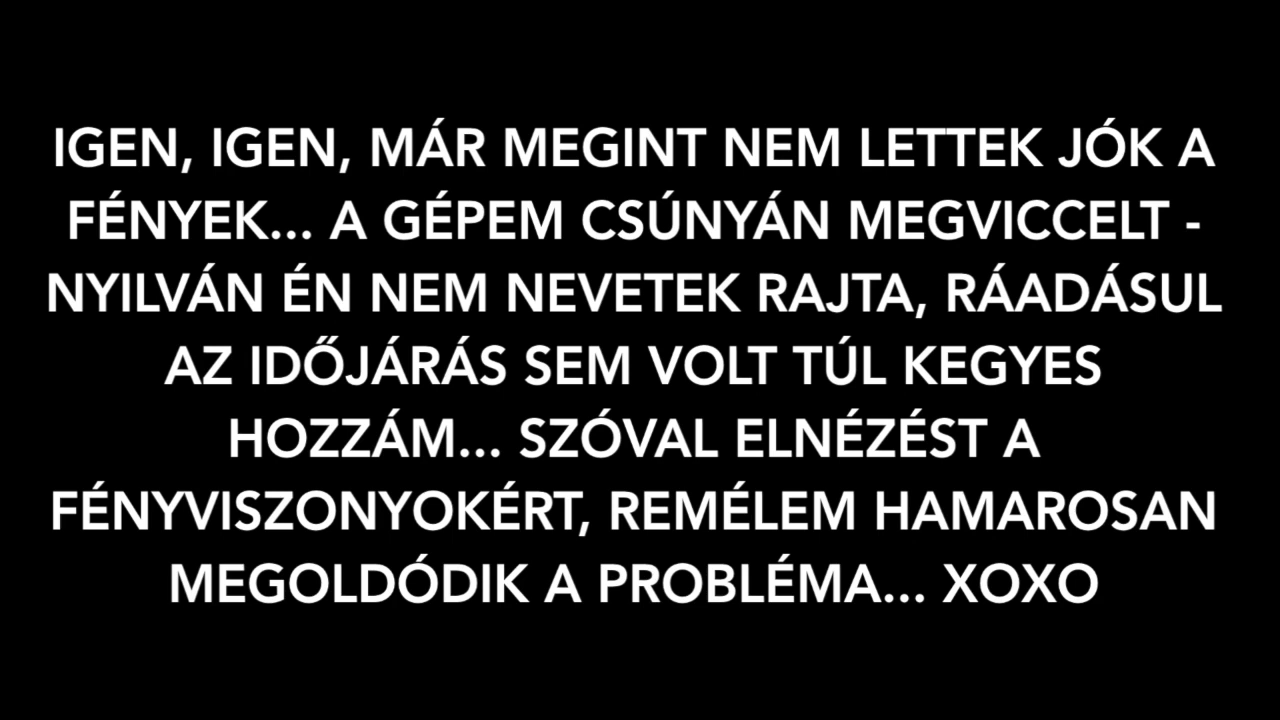 IGEN, IGEN, MÁR MEGINT NEM LETTEK JÓK A
FÉNYEK... A GÉPEM CSÚNYÁN MEGVICCELT -
NYILVÁN ÉN NEM NEVETEK RAJTA, RÁADÁSUL
AZ IDŐJÁRÁS SEM VOLT TÚL KEGYES
HOZZÁM... SZÓVAL ELNÉZÉST A
FÉNYVISZONYOKÉRT, REMÉLEM HAMAROSAN
MEGOLDÓDIK A PROBLÉMA... XOXO